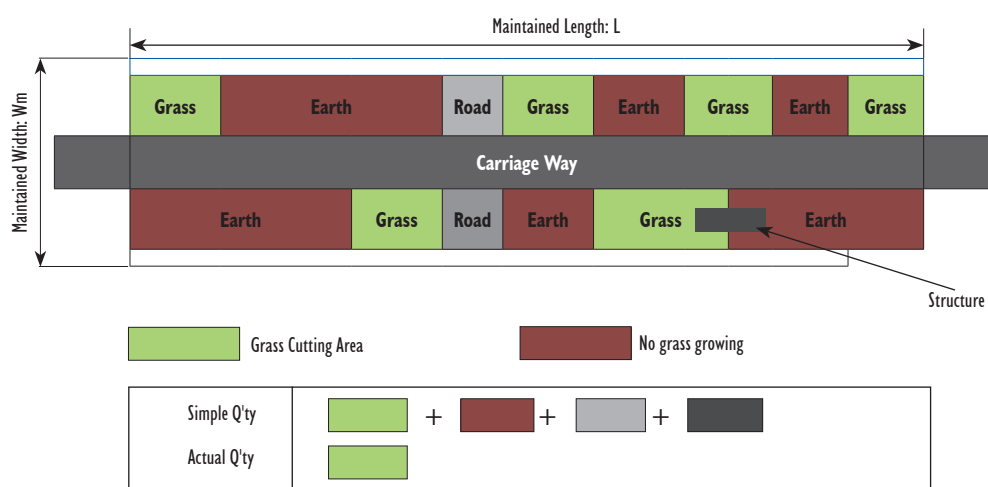 Maintained Length: L
Maintained Width: Wm
Grass Earth Road Grass Earth Grass Earth Grass
Carriage Way
Earth Grass Road Earth Grass Earth
Structure
Grass Cutting Area
No grass growing
Simple Q'ty + + +
Actual Q'ty